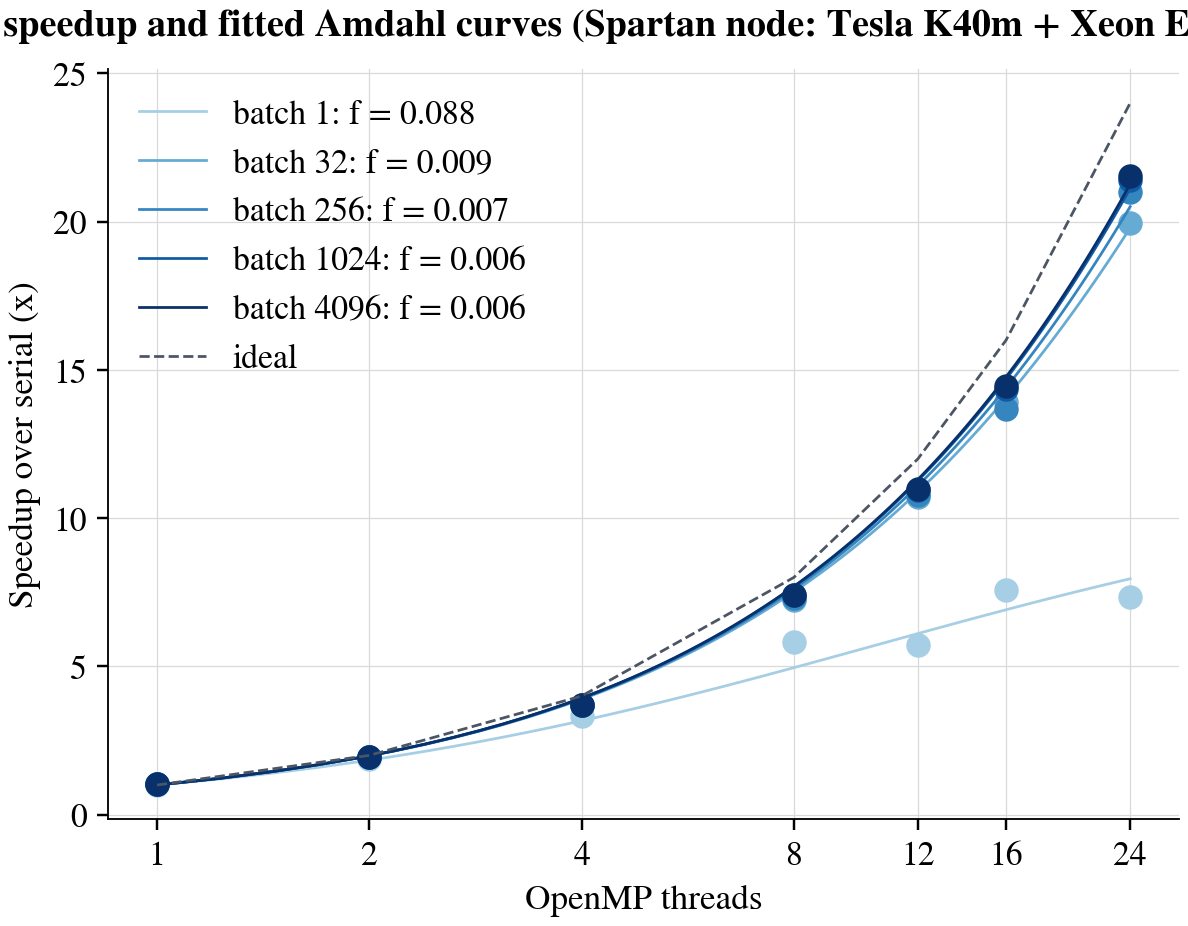 speedup and fitted Amdahl curves (Spartan node: Tesla K40m + Xeon E
25
20
15
10
5
0
Speedup over serial (x)
batch 1: f = 0.088
batch 32: f = 0.009
batch 256: f = 0.007
batch 1024: f = 0.006
batch 4096: f = 0.006
ideal
1 2 4 8 12 16 24
OpenMP threads